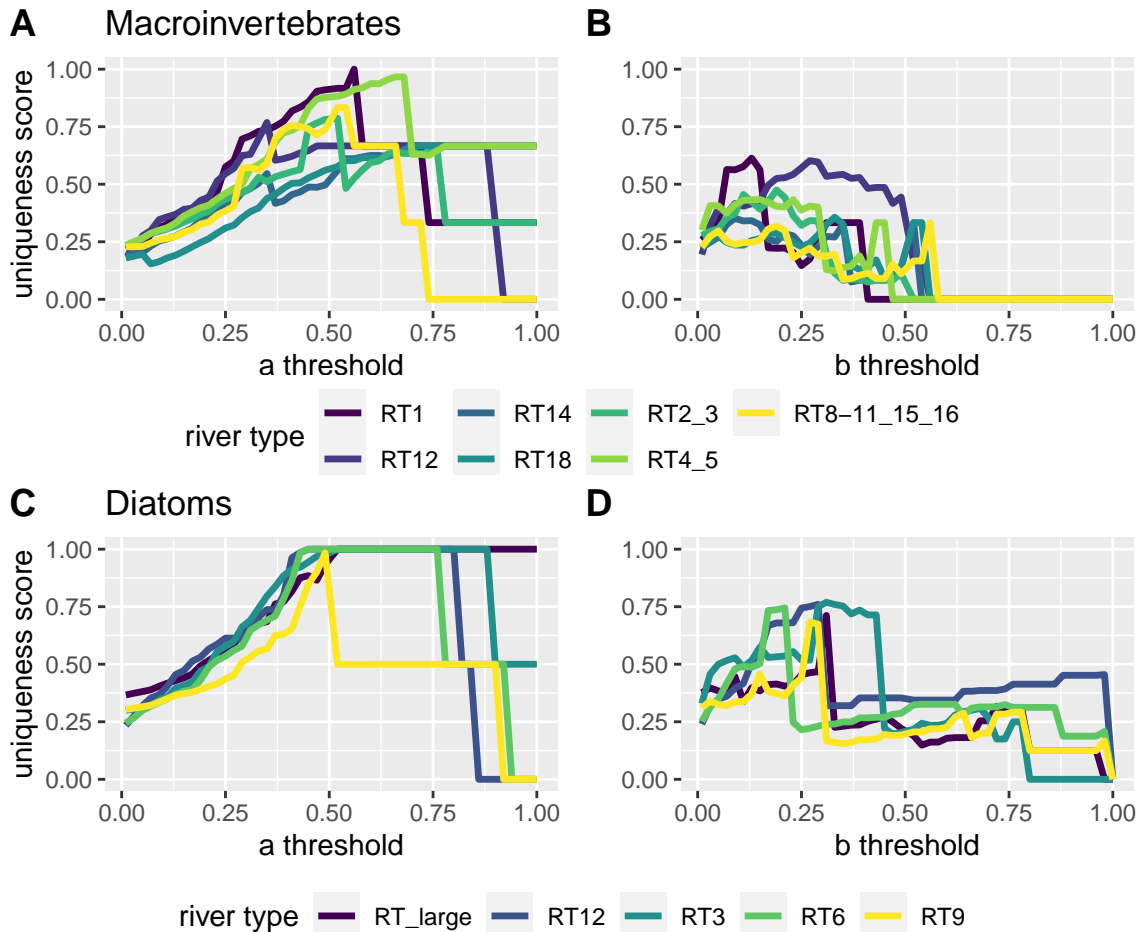 A Macroinvertebrates B
uniqueness score
1.00
0.75
0.50
0.25
0.00
0.00 0.25 0.50 0.75 1.00
a threshold
1.00
0.75
0.50
0.25
0.00
0.00 0.25 0.50 0.75 1.00
b threshold
river type
RT1 RT14 RT2_3 RT8−11_15_16
RT12 RT18 RT4_5
C Diatoms D
uniqueness score
1.00
0.75
0.50
0.25
0.00
0.00 0.25 0.50 0.75 1.00
a threshold
1.00
0.75
0.50
0.25
0.00
0.00 0.25 0.50 0.75 1.00
b threshold
river type RT_large RT12 RT3 RT6 RT9